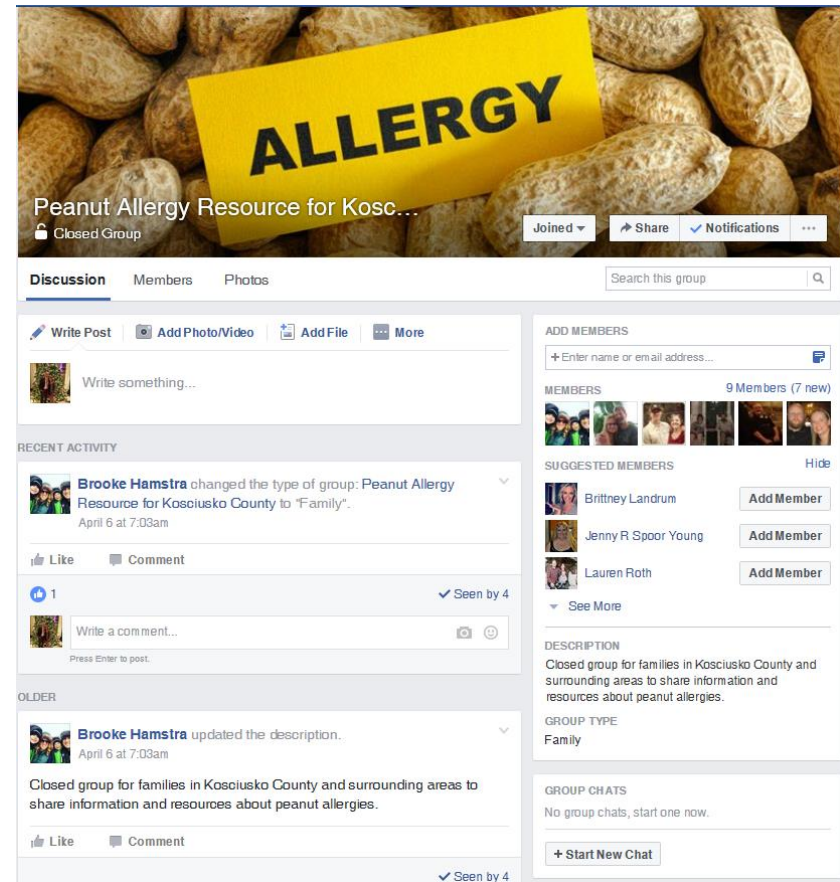 ALLERGY
Peanut Allergy Resource for Kosc...
Closed Group
Joined
Share
Notifications
Discussion
Members
Photos
Search this group
Write Post
Add Photo/Video
Add File
More
Write something...
RECENT ACTIVITY
Brooke Hamstra changed the type of group: Peanut Allergy
Resource for Kosciusko County to "Family".
April 6 at 7:03am
Like
Comment
1
Seen by 4
Write a comment...
Press Enter to post.
OLDER
Brooke Hamstra updated the description.
April 6 at 7:03am
Closed group for families in Kosciusko County and surrounding areas to
share information and resources about peanut allergies.
Like
Comment
Seen by 4
ADD MEMBERS
+ Enter name or email address...
MEMBERS
9 Members (7 new)
SUGGESTED MEMBERS
Hide
Brittney Landrum
Add Member
Jenny R Spoor Young
Add Member
Lauren Roth
Add Member
See More
DESCRIPTION
Closed group for families in Kosciusko County and
surrounding areas to share information and
resources about peanut allergies.
GROUP TYPE
Family
GROUP CHATS
No group chats, start one now.
+ Start New Chat